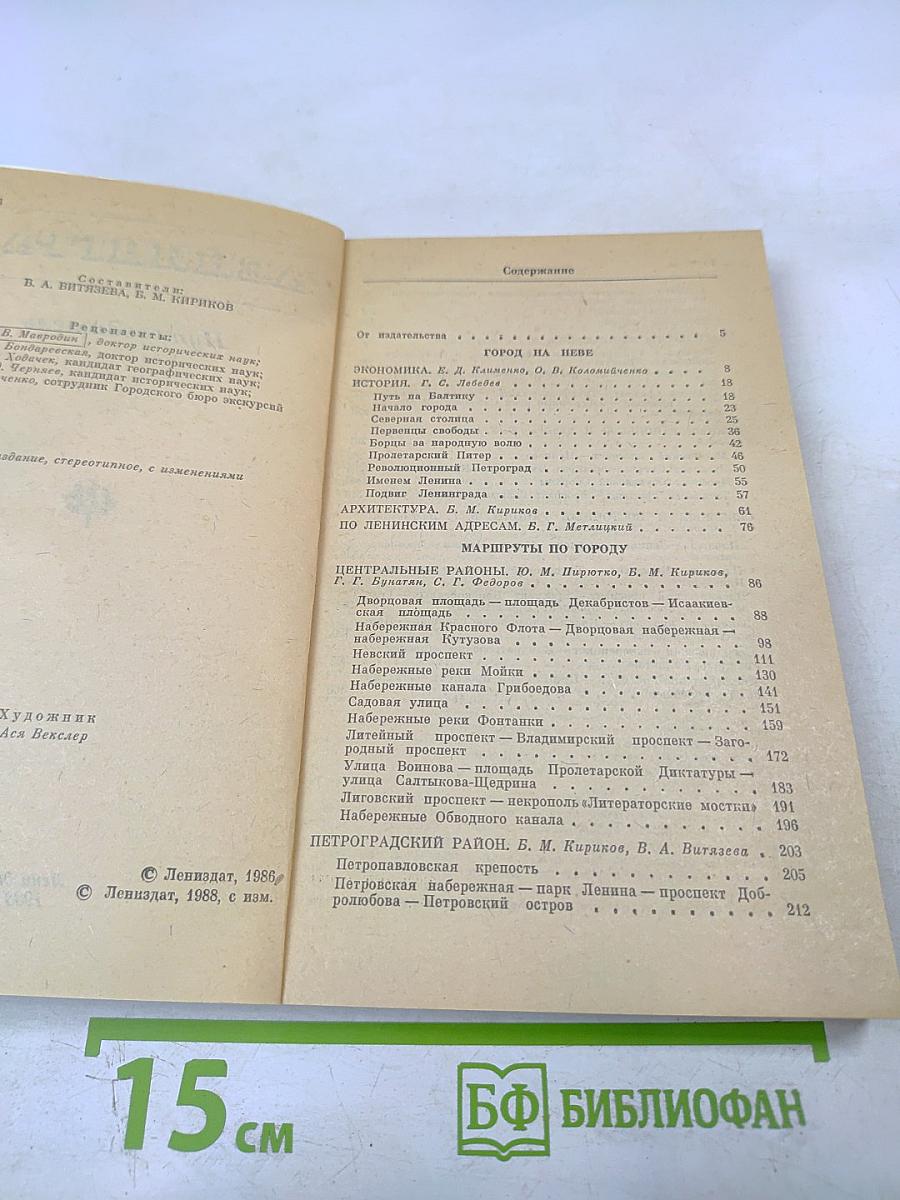 Составители:
В. А. ВИТЯЗЕВА, Б. М. КИРИКОВ
Рецензенты:
В. Мавродин, доктор исторических наук;
Бондаревская, доктор исторических наук;
Ходачек, кандидат географических наук;
Черняев, кандидат исторических наук;
сотрудник Городского бюро экскурсий
стереотипное, с изменениями
Художник
Ася Векслер
© Лениздат, 1986
© Лениздат, 1988, с изм.
Содержание
От издательства . . . . . . . . . . . . . . . . . 5
ГОРОД НА НЕВЕ
ЭКОНОМИКА. Е. Д. Клименко, О. В. Коломийченко . . . . 8
ИСТОРИЯ. Г. С. Лебедев . . . . . . . . . . . . . . 18
Путь на Балтику . . . . . . . . . . . . . . . . 18
Начало города . . . . . . . . . . . . . . . . 23
Северная столица . . . . . . . . . . . . . . . 25
Первенцы свободы . . . . . . . . . . . . . . . 36
Борцы за народную волю . . . . . . . . . . . . 42
Пролетарский Питер . . . . . . . . . . . . . . 46
Революционный Петроград . . . . . . . . . . . . 50
Именем Ленина . . . . . . . . . . . . . . . . 55
Подвиг Ленинграда . . . . . . . . . . . . . . . 57
АРХИТЕКТУРА. Б. М. Кириков . . . . . . . . . . . . 61
ПО ЛЕНИНСКИМ АДРЕСАМ. Б. Г. Метлицкий . . . . . . 76
МАРШРУТЫ ПО ГОРОДУ
ЦЕНТРАЛЬНЫЕ РАЙОНЫ. Ю. М. Пирютко, Б. М. Кириков,
Г. Г. Бунатян, С. Г. Федоров . . . . . . . . . . . . 86
Дворцовая площадь — площадь Декабристов — Исаакиев-
ская площадь . . . . . . . . . . . . . . . . 88
Набережная Красного Флота — Дворцовая набережная —
набережная Кутузова . . . . . . . . . . . . . . 98
Невский проспект . . . . . . . . . . . . . . . 111
Набережные реки Мойки . . . . . . . . . . . . . 130
Набережные канала Грибоедова . . . . . . . . . . 141
Садовая улица . . . . . . . . . . . . . . . . 151
Набережные реки Фонтанки . . . . . . . . . . . . 159
Литейный проспект — Владимирский проспект — Заго-
родный проспект . . . . . . . . . . . . . . . 172
Улица Воинова — площадь Пролетарской Диктатуры —
улица Салтыкова-Щедрина . . . . . . . . . . . . 183
Лиговский проспект — некрополь «Литераторские мостки» 191
Набережные Обводного канала . . . . . . . . . . . 196
ПЕТРОГРАДСКИЙ РАЙОН. Б. М. Кириков, В. А. Витязева . 203
Петропавловская крепость . . . . . . . . . . . . 205
Петровская набережная — парк Ленина — проспект Доб-
ролюбова — Петровский остров . . . . . . . . . . 212
15 см
БФ БИБЛИОФАН